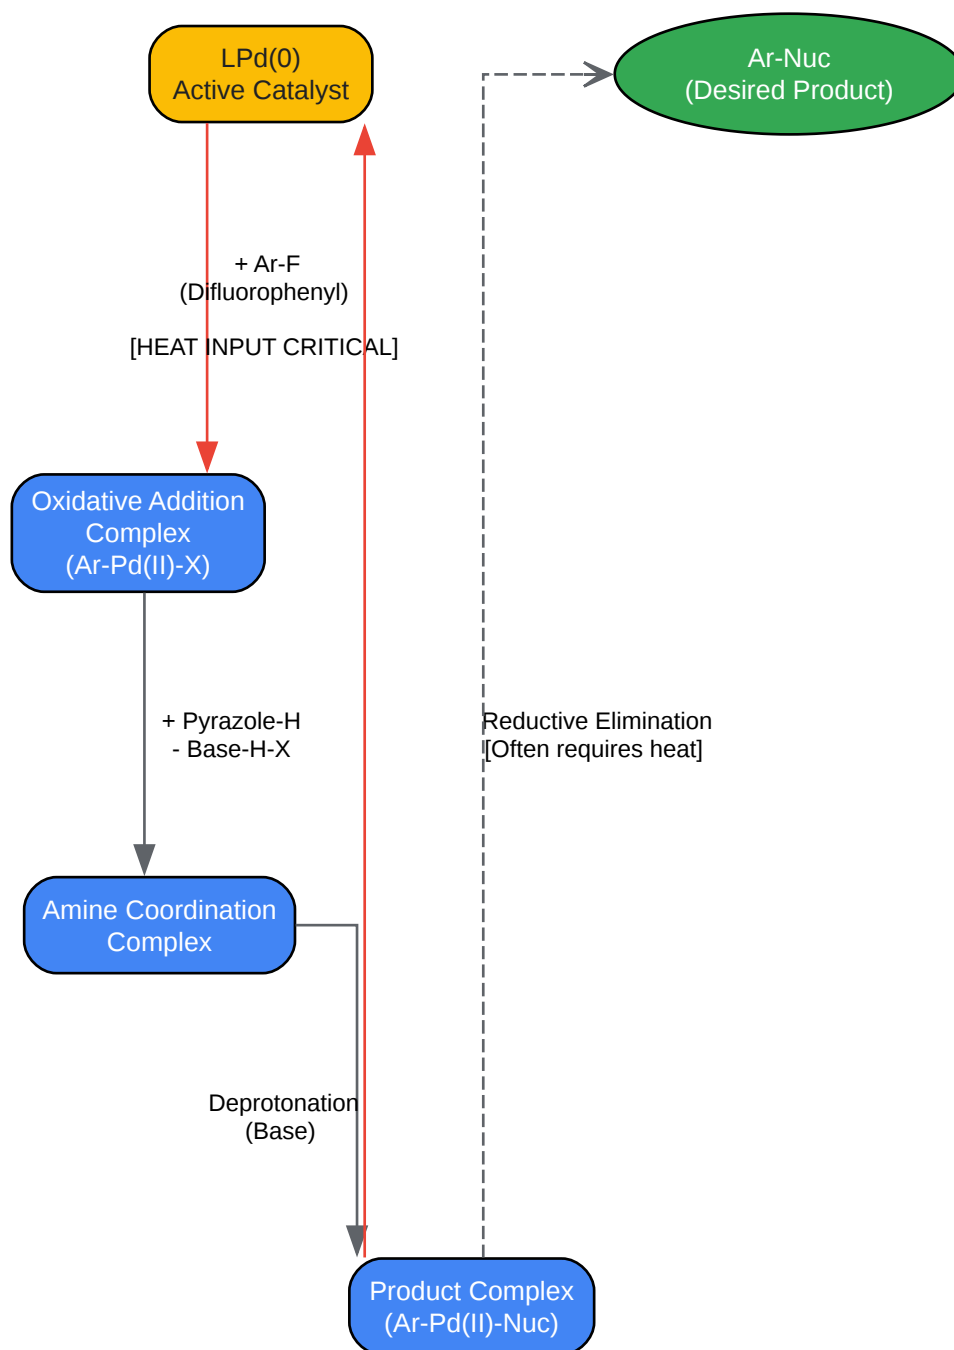 LPd(0)
Active Catalyst
Ar-Nuc
(Desired Product)
+ Ar-F
(Difluorophenyl)
[HEAT INPUT CRITICAL]
Oxidative Addition
Complex
(Ar-Pd(II)-X)
+ Pyrazole-H
- Base-H-X
Reductive Elimination
[Often requires heat]
Amine Coordination
Complex
Deprotonation
(Base)
Product Complex
(Ar-Pd(II)-Nuc)